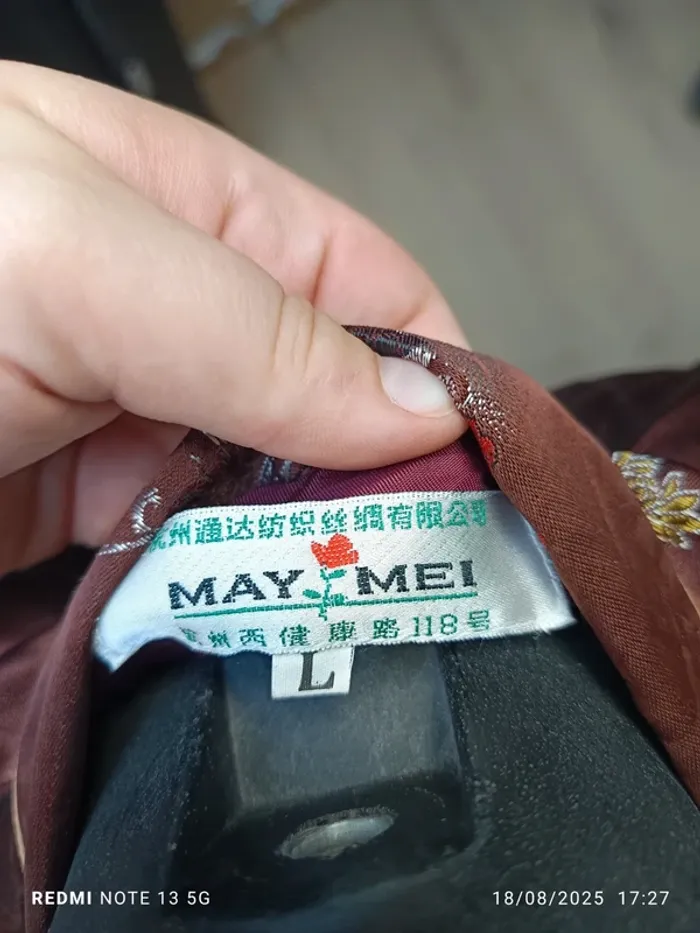 州通达纺织丝绸有限公司
MAY MEI
州西健康路118号
L
REDMI NOTE 13 5G
18/08/2025 17:27